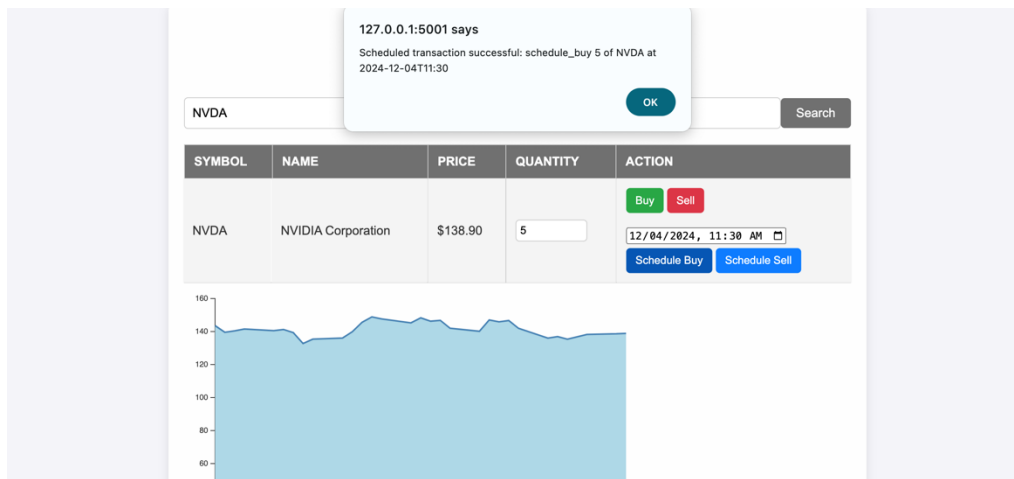 127.0.0.1:5001 says
Scheduled transaction successful: schedule_buy 5 of NVDA at
2024-12-04T11:30
OK
NVDA
Search
SYMBOL NAME PRICE QUANTITY ACTION
Buy Sell
NVDA NVIDIA Corporation $138.90 5
12/04/2024, 11:30 AM
Schedule Buy Schedule Sell
160
140
120
100
80
60